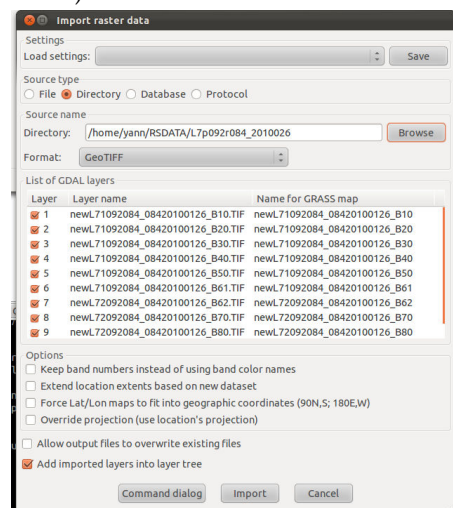 Import raster data
Settings
Load settings: Save
Source type
File Directory Database Protocol
Source name
Directory: /home/yann/RSDATA/L7p092r084_2010026 Browse
Format: GeoTIFF
List of GDAL layers
Layer Layer name Name for GRASS map
1 newL71092084_08420100126_B10.TIF newL71092084_08420100126_B10
2 newL71092084_08420100126_B20.TIF newL71092084_08420100126_B20
3 newL71092084_08420100126_B30.TIF newL71092084_08420100126_B30
4 newL71092084_08420100126_B40.TIF newL71092084_08420100126_B40
5 newL71092084_08420100126_B50.TIF newL71092084_08420100126_B50
6 newL71092084_08420100126_B61.TIF newL71092084_08420100126_B61
7 newL72092084_08420100126_B62.TIF newL72092084_08420100126_B62
8 newL72092084_08420100126_B70.TIF newL72092084_08420100126_B70
9 newL72092084_08420100126_B80.TIF newL72092084_08420100126_B80
Options
Keep band numbers instead of using band color names
Extend location extents based on new dataset
Force Lat/Lon maps to fit into geographic coordinates (90N,S; 180E,W)
Override projection (use location's projection)
Allow output files to overwrite existing files
Add imported layers into layer tree
Command dialog Import Cancel